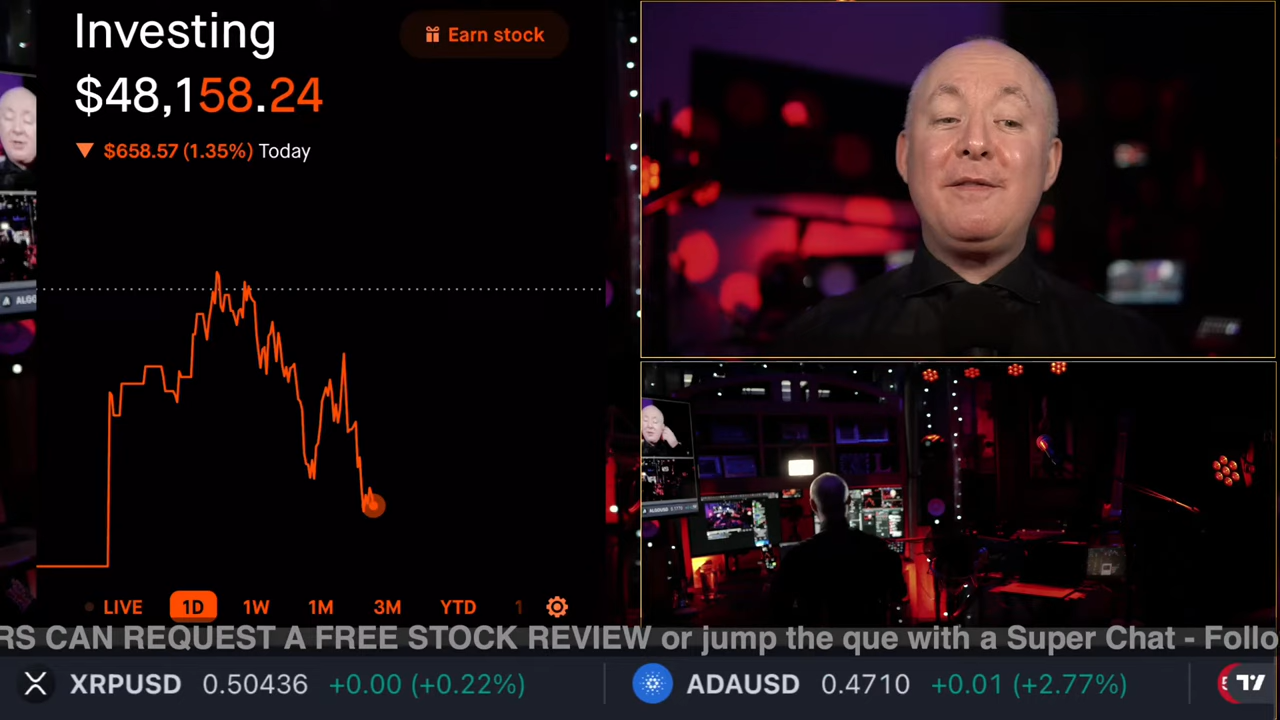 Investing
Earn stock
$48,158.24
▼ $658.57 (1.35%) Today
LIVE 1D 1W 1M 3M YTD 1
RS CAN REQUEST A FREE STOCK REVIEW or jump the que with a Super Chat - Follo
XRPUSD 0.50436 +0.00 (+0.22%)
ADAUSD 0.4710 +0.01 (+2.77%)